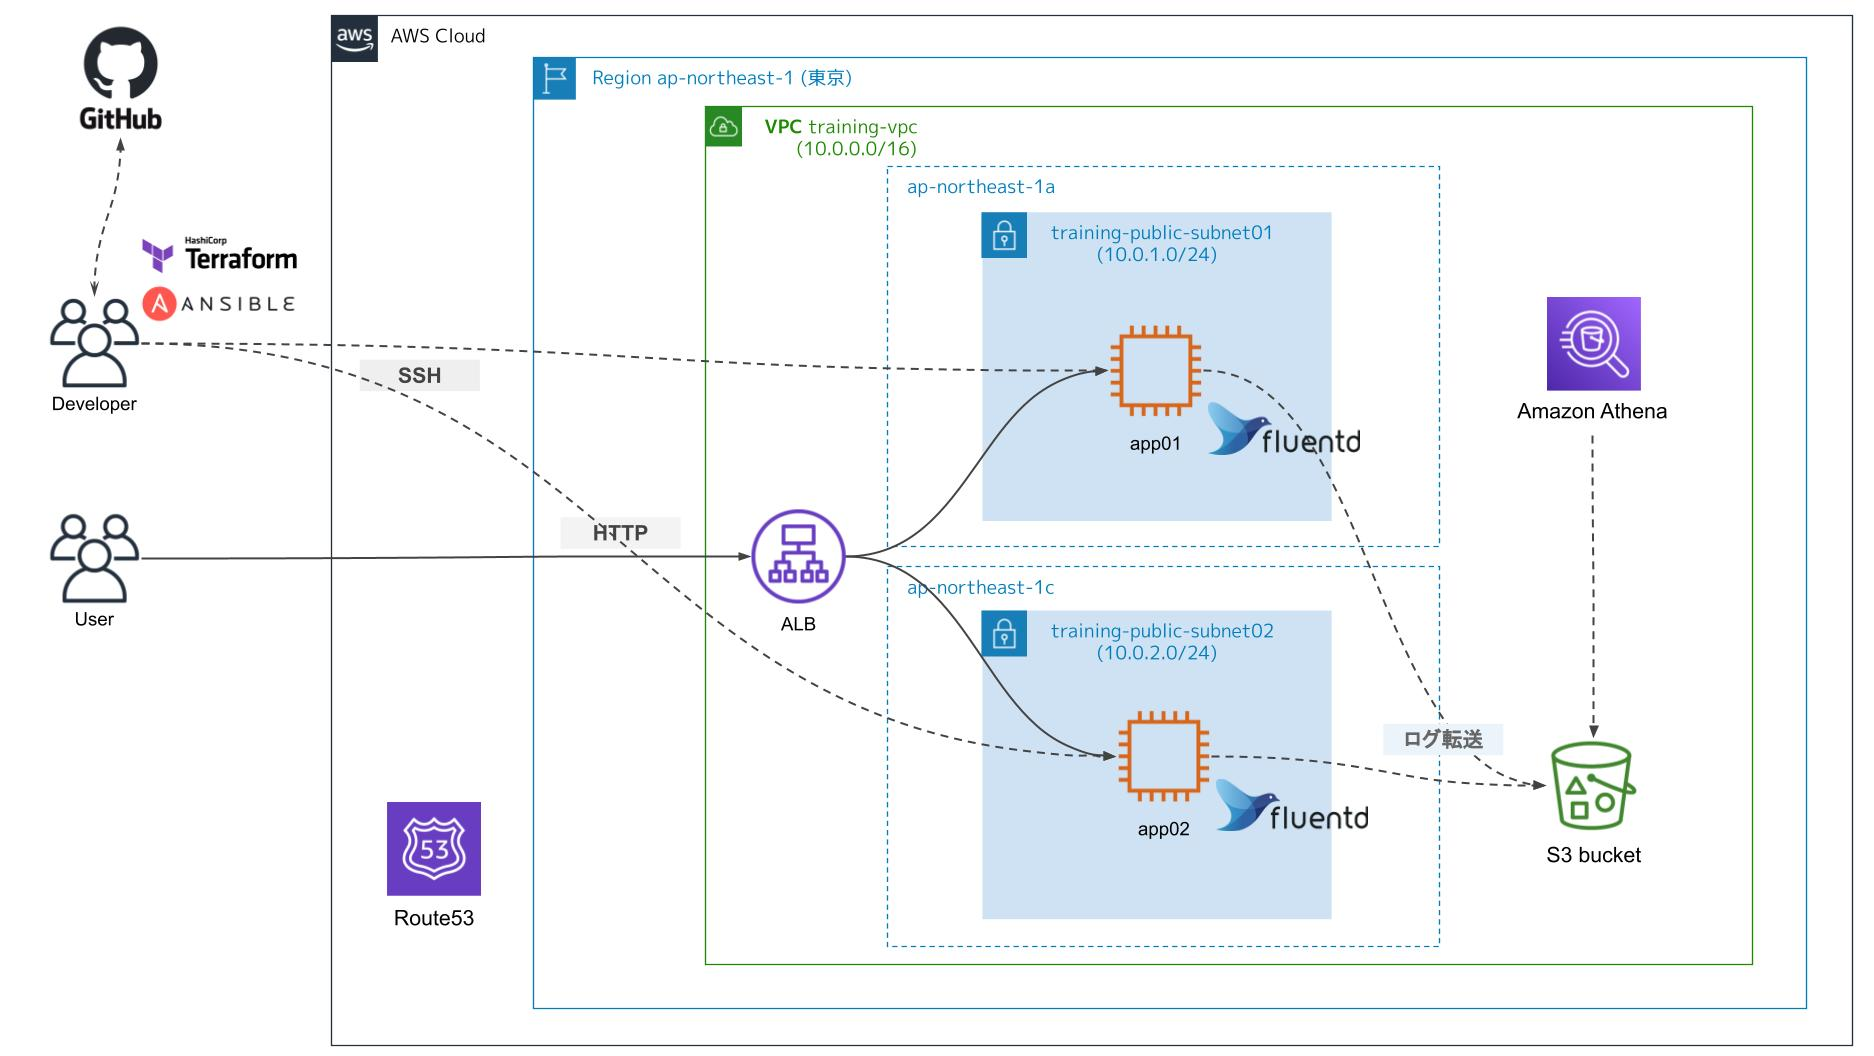 aws
AWS Cloud
Region ap-northeast-1 (東京)
VPC training-vpc
(10.0.0.0/16)
GitHub
ap-northeast-1a
training-public-subnet01
(10.0.1.0/24)
HashiCorp
Terraform
ANSIBLE
SSH
Developer
Amazon Athena
app01
fluentd
HTTP
User
ALB
ap-northeast-1c
training-public-subnet02
(10.0.2.0/24)
ログ転送
app02
fluentd
S3 bucket
53
Route53